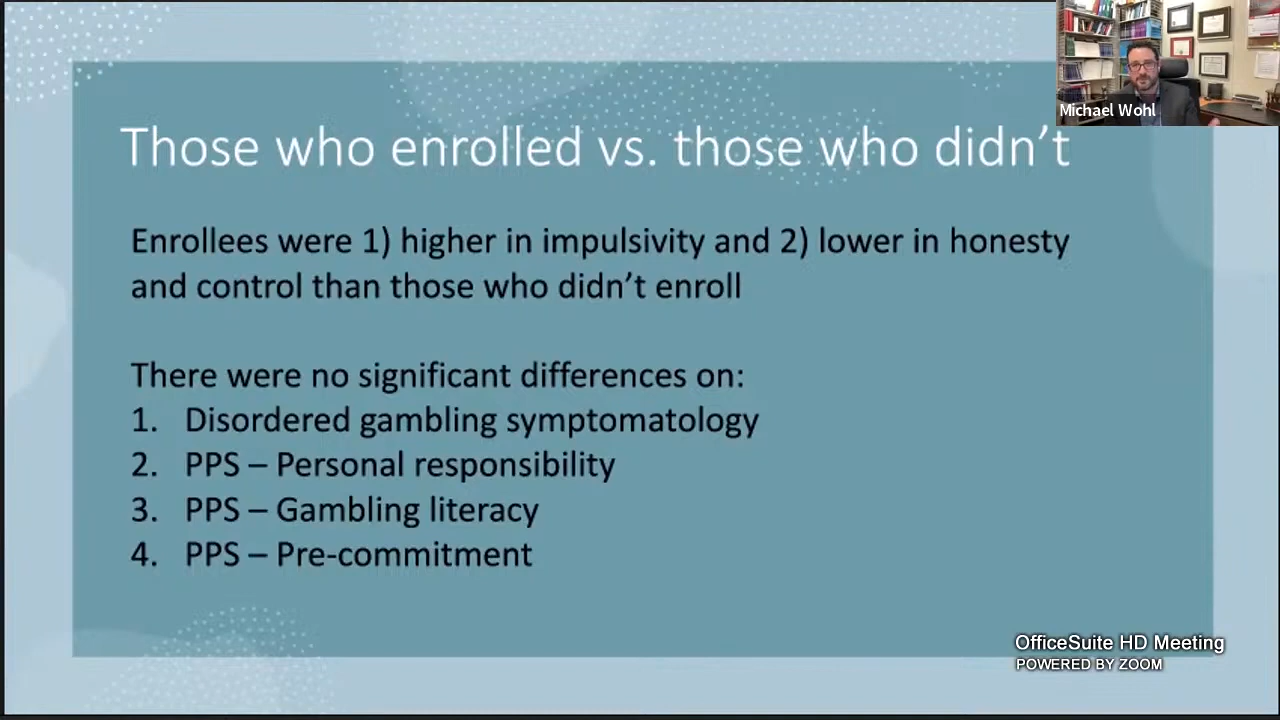 Michael Wohl
Those who enrolled vs. those who didn't
Enrollees were 1) higher in impulsivity and 2) lower in honesty
and control than those who didn't enroll
There were no significant differences on:
1. Disordered gambling symptomatology
2. PPS – Personal responsibility
3. PPS – Gambling literacy
4. PPS – Pre-commitment
OfficeSuite HD Meeting
POWERED BY ZOOM